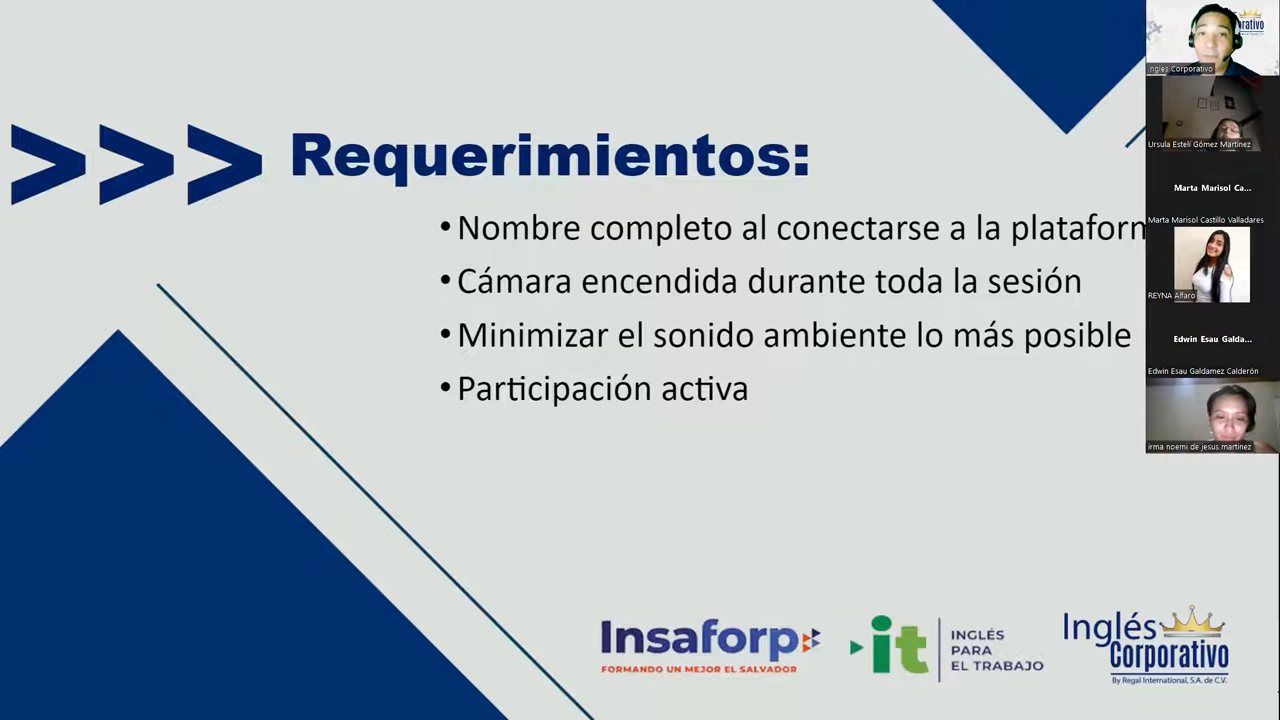 >>> Requerimientos:
• Nombre completo al conectarse a la plataform
• Cámara encendida durante toda la sesión
• Minimizar el sonido ambiente lo más posible
• Participación activa
Insaforp
FORMANDO UN MEJOR EL SALVADOR
it
INGLÉS
PARA
EL TRABAJO
Inglés
Corporativo
By Regal International, S.A. de C.V.
Inglés Corporativo
Ursula Estelí Gómez Martinez
Marta Marisol Ca...
Marta Marisol Castillo Valladares
REYNA Alfaro
Edwin Esau Galda...
Edwin Esau Galdamez Calderón
irma noemi de jesus martinez